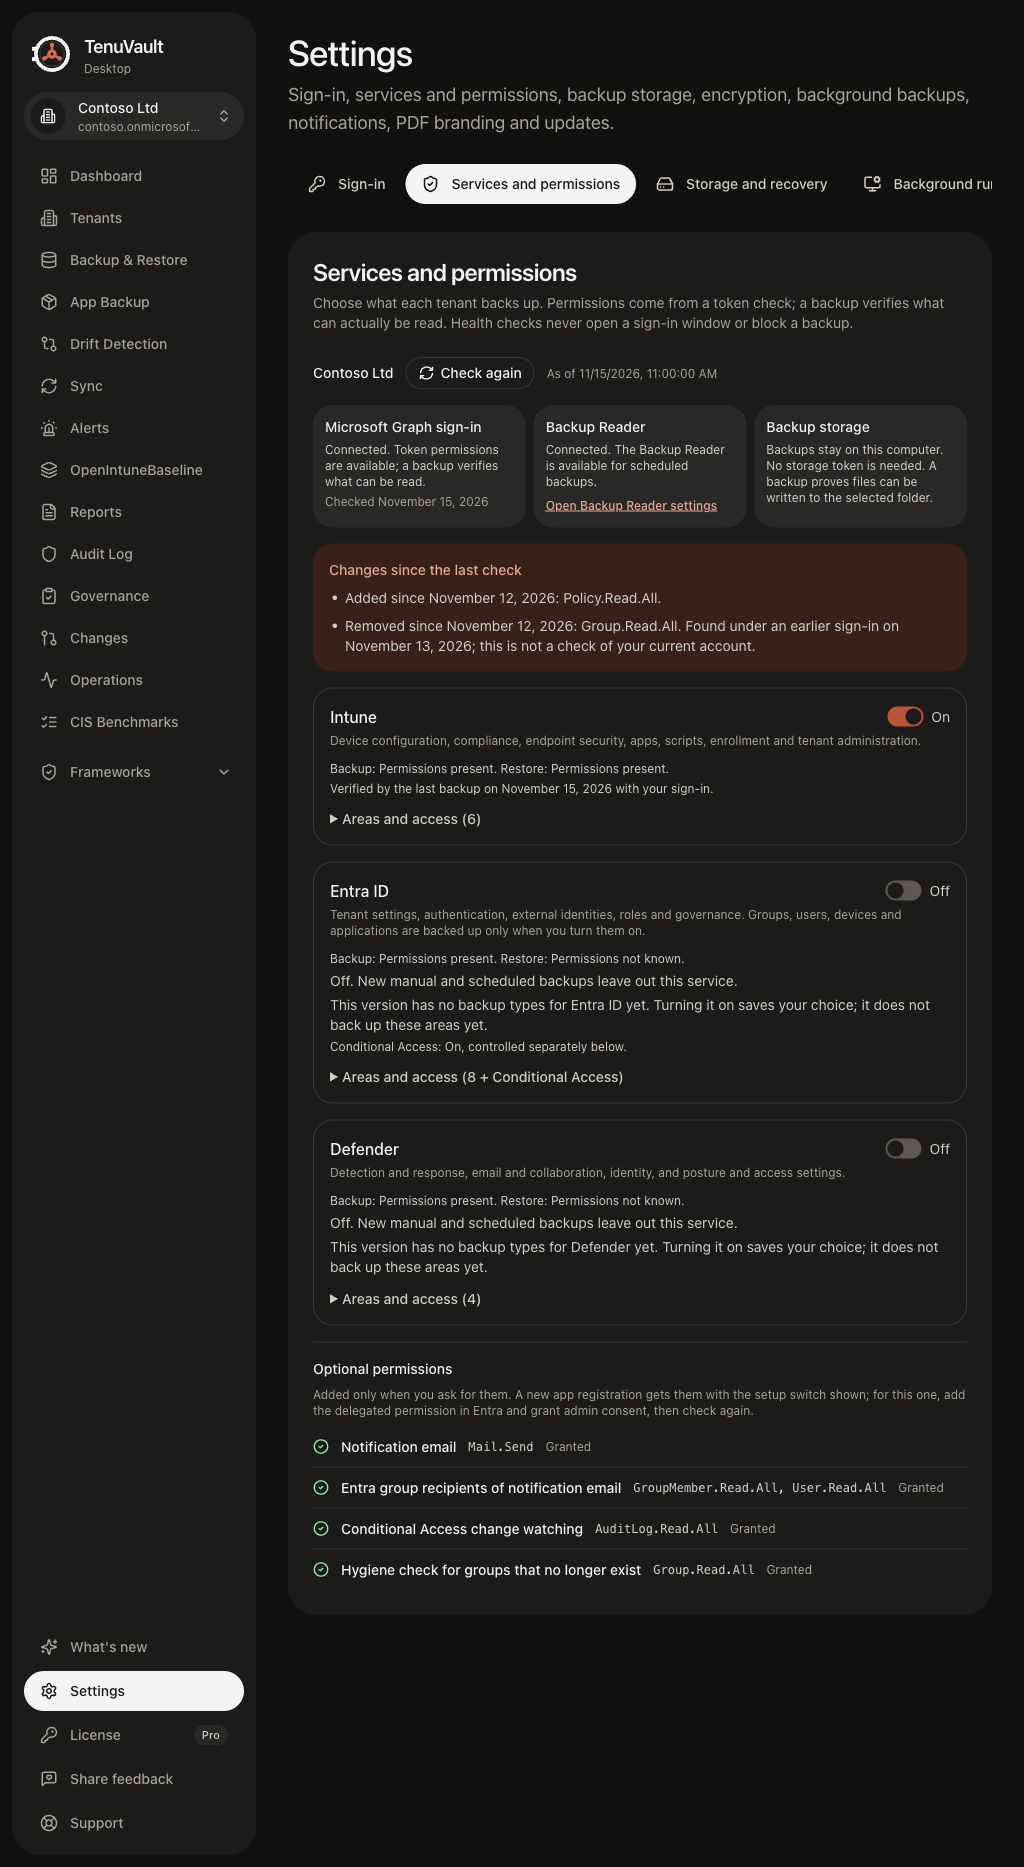 TenuVault
Desktop
Contoso Ltd
contoso.onmicrosof...
Dashboard
Tenants
Backup & Restore
App Backup
Drift Detection
Sync
Alerts
OpenIntuneBaseline
Reports
Audit Log
Governance
Changes
Operations
CIS Benchmarks
Frameworks
What's new
Settings
License
Pro
Share feedback
Support
Settings
Sign-in, services and permissions, backup storage, encryption, background backups,
notifications, PDF branding and updates.
Sign-in
Services and permissions
Storage and recovery
Background ru
Services and permissions
Choose what each tenant backs up. Permissions come from a token check; a backup verifies what
can actually be read. Health checks never open a sign-in window or block a backup.
Contoso Ltd
Check again
As of 11/15/2026, 11:00:00 AM
Microsoft Graph sign-in
Connected. Token permissions
are available; a backup verifies
what can be read.
Checked November 15, 2026
Backup Reader
Connected. The Backup Reader
is available for scheduled
backups.
Open Backup Reader settings
Backup storage
Backups stay on this computer.
No storage token is needed. A
backup proves files can be
written to the selected folder.
Changes since the last check
• Added since November 12, 2026: Policy.Read.All.
• Removed since November 12, 2026: Group.Read.All. Found under an earlier sign-in on
November 13, 2026; this is not a check of your current account.
Intune
On
Device configuration, compliance, endpoint security, apps, scripts, enrollment and tenant administration.
Backup: Permissions present. Restore: Permissions present.
Verified by the last backup on November 15, 2026 with your sign-in.
Areas and access (6)
Entra ID
Off
Tenant settings, authentication, external identities, roles and governance. Groups, users, devices and
applications are backed up only when you turn them on.
Backup: Permissions present. Restore: Permissions not known.
Off. New manual and scheduled backups leave out this service.
This version has no backup types for Entra ID yet. Turning it on saves your choice; it does not
back up these areas yet.
Conditional Access: On, controlled separately below.
Areas and access (8 + Conditional Access)
Defender
Off
Detection and response, email and collaboration, identity, and posture and access settings.
Backup: Permissions present. Restore: Permissions not known.
Off. New manual and scheduled backups leave out this service.
This version has no backup types for Defender yet. Turning it on saves your choice; it does not
back up these areas yet.
Areas and access (4)
Optional permissions
Added only when you ask for them. A new app registration gets them with the setup switch shown; for this one, add
the delegated permission in Entra and grant admin consent, then check again.
Notification email Mail.Send Granted
Entra group recipients of notification email GroupMember.Read.All, User.Read.All Granted
Conditional Access change watching AuditLog.Read.All Granted
Hygiene check for groups that no longer exist Group.Read.All Granted